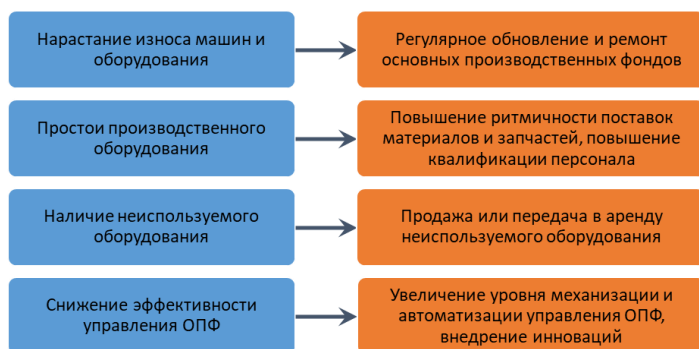 Нарастание износа машин и
оборудования
Регулярное обновление и ремонт
основных производственных фондов
Простои производственного
оборудования
Повышение ритмичности поставок
материалов и запчастей, повышение
квалификации персонала
Наличие неиспользуемого
оборудования
Продажа или передача в аренду
неиспользуемого оборудования
Снижение эффективности
управления ОПФ
Увеличение уровня механизации и
автоматизации управления ОПФ,
внедрение инноваций